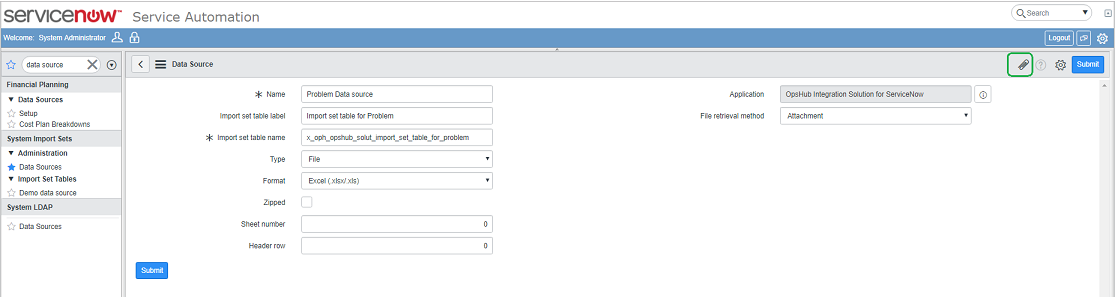 servicenow™ Service Automation
Search
Welcome: System Administrator
Logout
data source
Data Source
Submit
Financial Planning
Data Sources
Setup
Cost Plan Breakdowns
System Import Sets
Administration
Data Sources
Import Set Tables
Demo data source
System LDAP
Data Sources
Name
Problem Data source
Import set table label
Import set table for Problem
Import set table name
x_oph_opshub_solut_import_set_table_for_problem
Type
File
Format
Excel (.xlsx/.xls)
Zipped
Sheet number
0
Header row
0
Application
OpsHub Integration Solution for ServiceNow
File retrieval method
Attachment
Submit